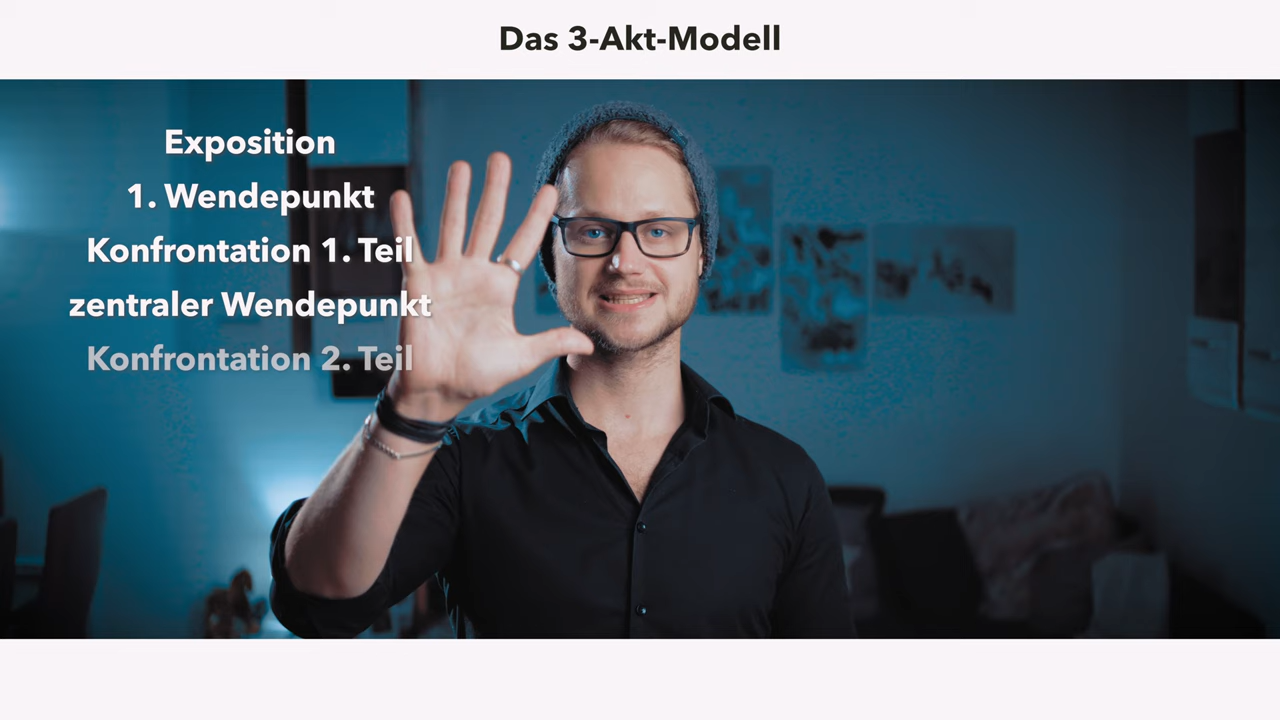 Das 3-Akt-Modell
Exposition
1. Wendepunkt
Konfrontation 1. Teil
zentraler Wendepunkt
Konfrontation 2. Teil